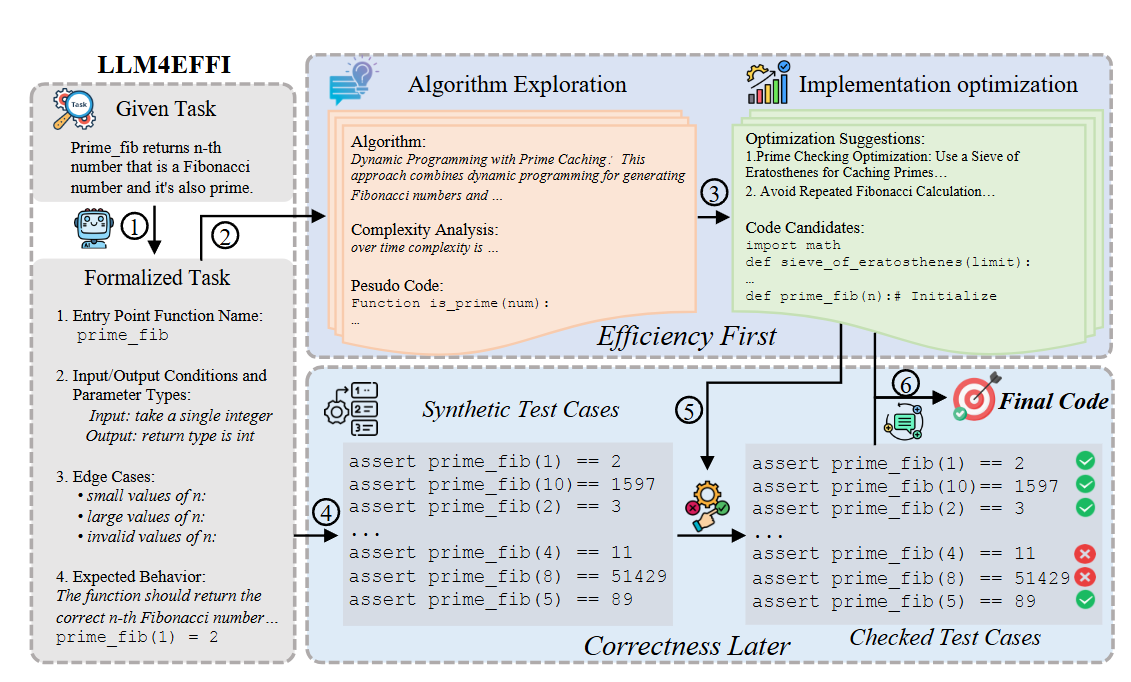 LLM4EFFI
Given Task
Task
Prime_fib returns n-th
number that is a Fibonacci
number and it's also prime.
AI
1
2
Formalized Task
1. Entry Point Function Name:
prime_fib
2. Input/Output Conditions and
Parameter Types:
Input: take a single integer
Output: return type is int
3. Edge Cases:
• small values of n:
• large values of n:
• invalid values of n:
4. Expected Behavior:
The function should return the
correct n-th Fibonacci number…
prime_fib(1) = 2
Algorithm Exploration
Algorithm:
Dynamic Programming with Prime Caching: This
approach combines dynamic programming for generating
Fibonacci numbers and ...
Complexity Analysis:
over time complexity is ...
Pesudo Code:
Function is_prime(num):
…
3
Implementation optimization
Optimization Suggestions:
1.Prime Checking Optimization: Use a Sieve of
Eratosthenes for Caching Primes…
2. Avoid Repeated Fibonacci Calculation…
Code Candidates:
import math
def sieve_of_eratosthenes(limit):
…
def prime_fib(n):# Initialize
Efficiency First
4
1
2
3
Synthetic Test Cases
assert prime_fib(1) == 2
assert prime_fib(10)== 1597
assert prime_fib(2) == 3
...
assert prime_fib(4) == 11
assert prime_fib(8) == 51429
assert prime_fib(5) == 89
5
6
Final Code
assert prime_fib(1) == 2
assert prime_fib(10)== 1597
assert prime_fib(2) == 3
...
assert prime_fib(4) == 11
assert prime_fib(8) == 51429
assert prime_fib(5) == 89
Checked Test Cases
Correctness Later